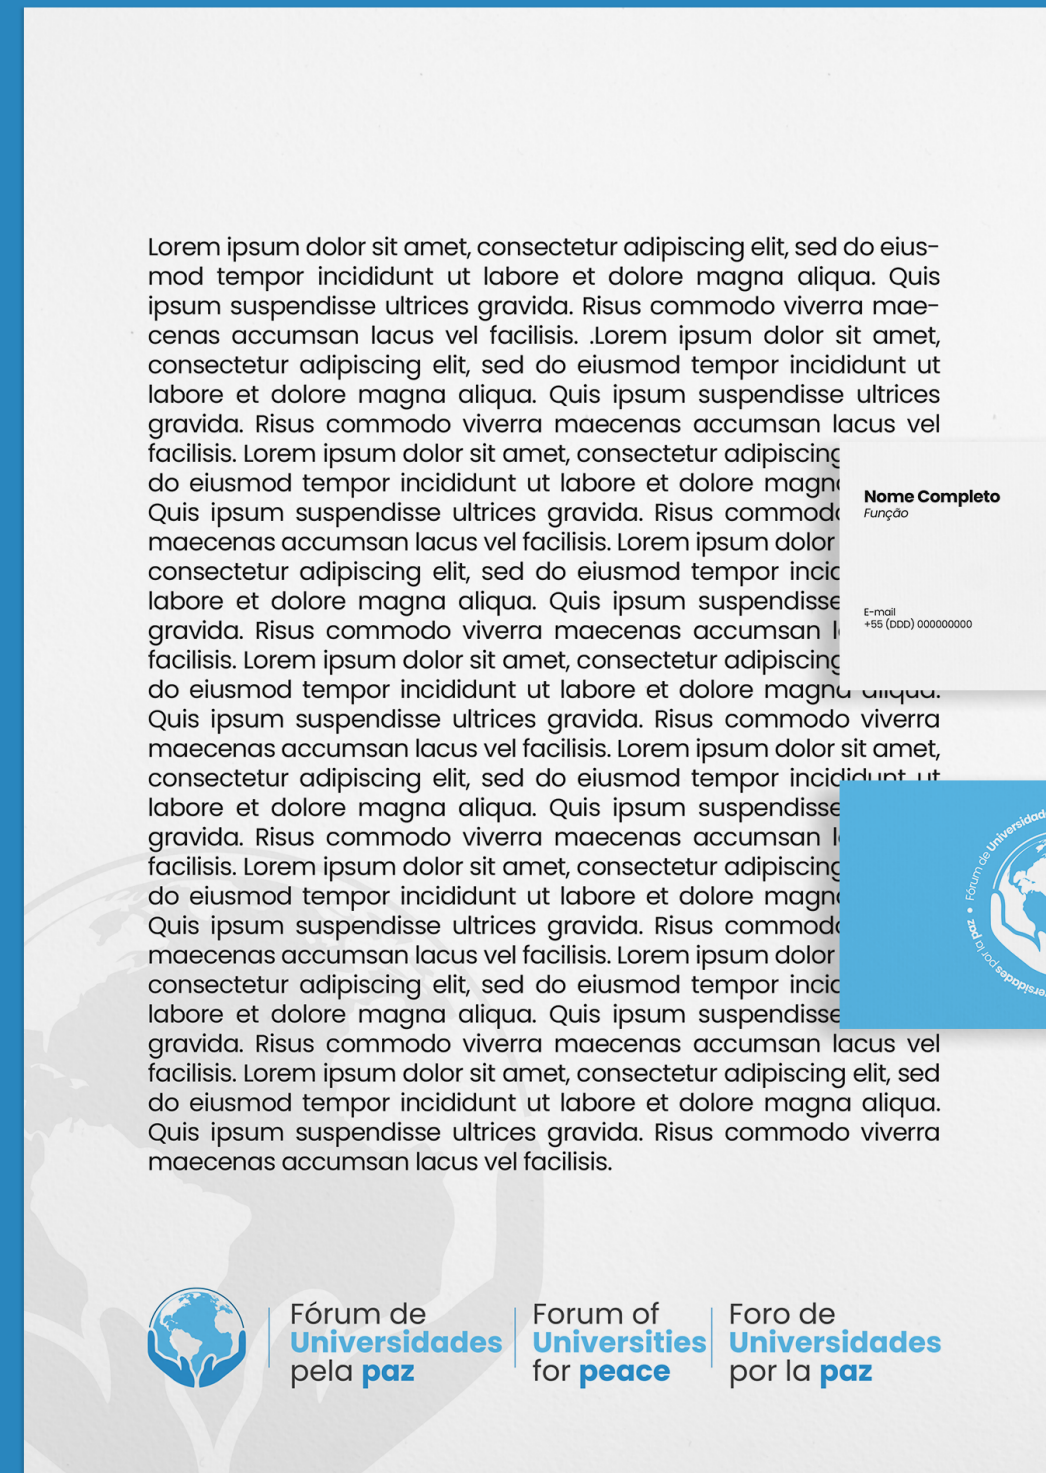 Lorem ipsum dolor sit amet, consectetur adipiscing elit, sed do eius-
mod tempor incididunt ut labore et dolore magna aliqua. Quis
ipsum suspendisse ultrices gravida. Risus commodo viverra mae-
cenas accumsan lacus vel facilisis. .Lorem ipsum dolor sit amet,
consectetur adipiscing elit, sed do eiusmod tempor incididunt ut
labore et dolore magna aliqua. Quis ipsum suspendisse ultrices
gravida. Risus commodo viverra maecenas accumsan lacus vel
facilisis. Lorem ipsum dolor sit amet, consectetur adipiscing
do eiusmod tempor incididunt ut labore et dolore
Quis ipsum suspendisse ultrices gravida. Risus
maecenas accumsan lacus vel facilisis. Lorem ipsum dolor
consectetur adipiscing elit, sed do eiusmod tempor
labore et dolore magna aliqua. Quis ipsum suspendisse
gravida. Risus commodo viverra maecenas accumsan
facilisis. Lorem ipsum dolor sit amet, consectetur adipiscing
do eiusmod tempor incididunt ut labore et dolore magna aliqua.
Quis ipsum suspendisse ultrices gravida. Risus commodo viverra
maecenas accumsan lacus vel facilisis. Lorem ipsum dolor sit amet,
consectetur adipiscing elit, sed do eiusmod tempor incididunt ut
labore et dolore magna aliqua. Quis ipsum suspendisse
gravida. Risus commodo viverra maecenas accumsan
facilisis. Lorem ipsum dolor sit amet, consectetur adipiscing
do eiusmod tempor incididunt ut labore et dolore
Quis ipsum suspendisse ultrices gravida. Risus
maecenas accumsan lacus vel facilisis. Lorem ipsum dolor
consectetur adipiscing elit, sed do eiusmod tempor
labore et dolore magna aliqua. Quis ipsum suspendisse
gravida. Risus commodo viverra maecenas accumsan lacus vel
facilisis. Lorem ipsum dolor sit amet, consectetur adipiscing elit, sed
do eiusmod tempor incididunt ut labore et dolore magna aliqua.
Quis ipsum suspendisse ultrices gravida. Risus commodo viverra
maecenas accumsan lacus vel facilisis.
Nome Completo
Função
E-mail
+55 (DDD) 000000000
Fórum de
por la paz •
Fórum de
Universidades
pela paz
Forum of
Universities
for peace
Foro de
Universidades
por la paz